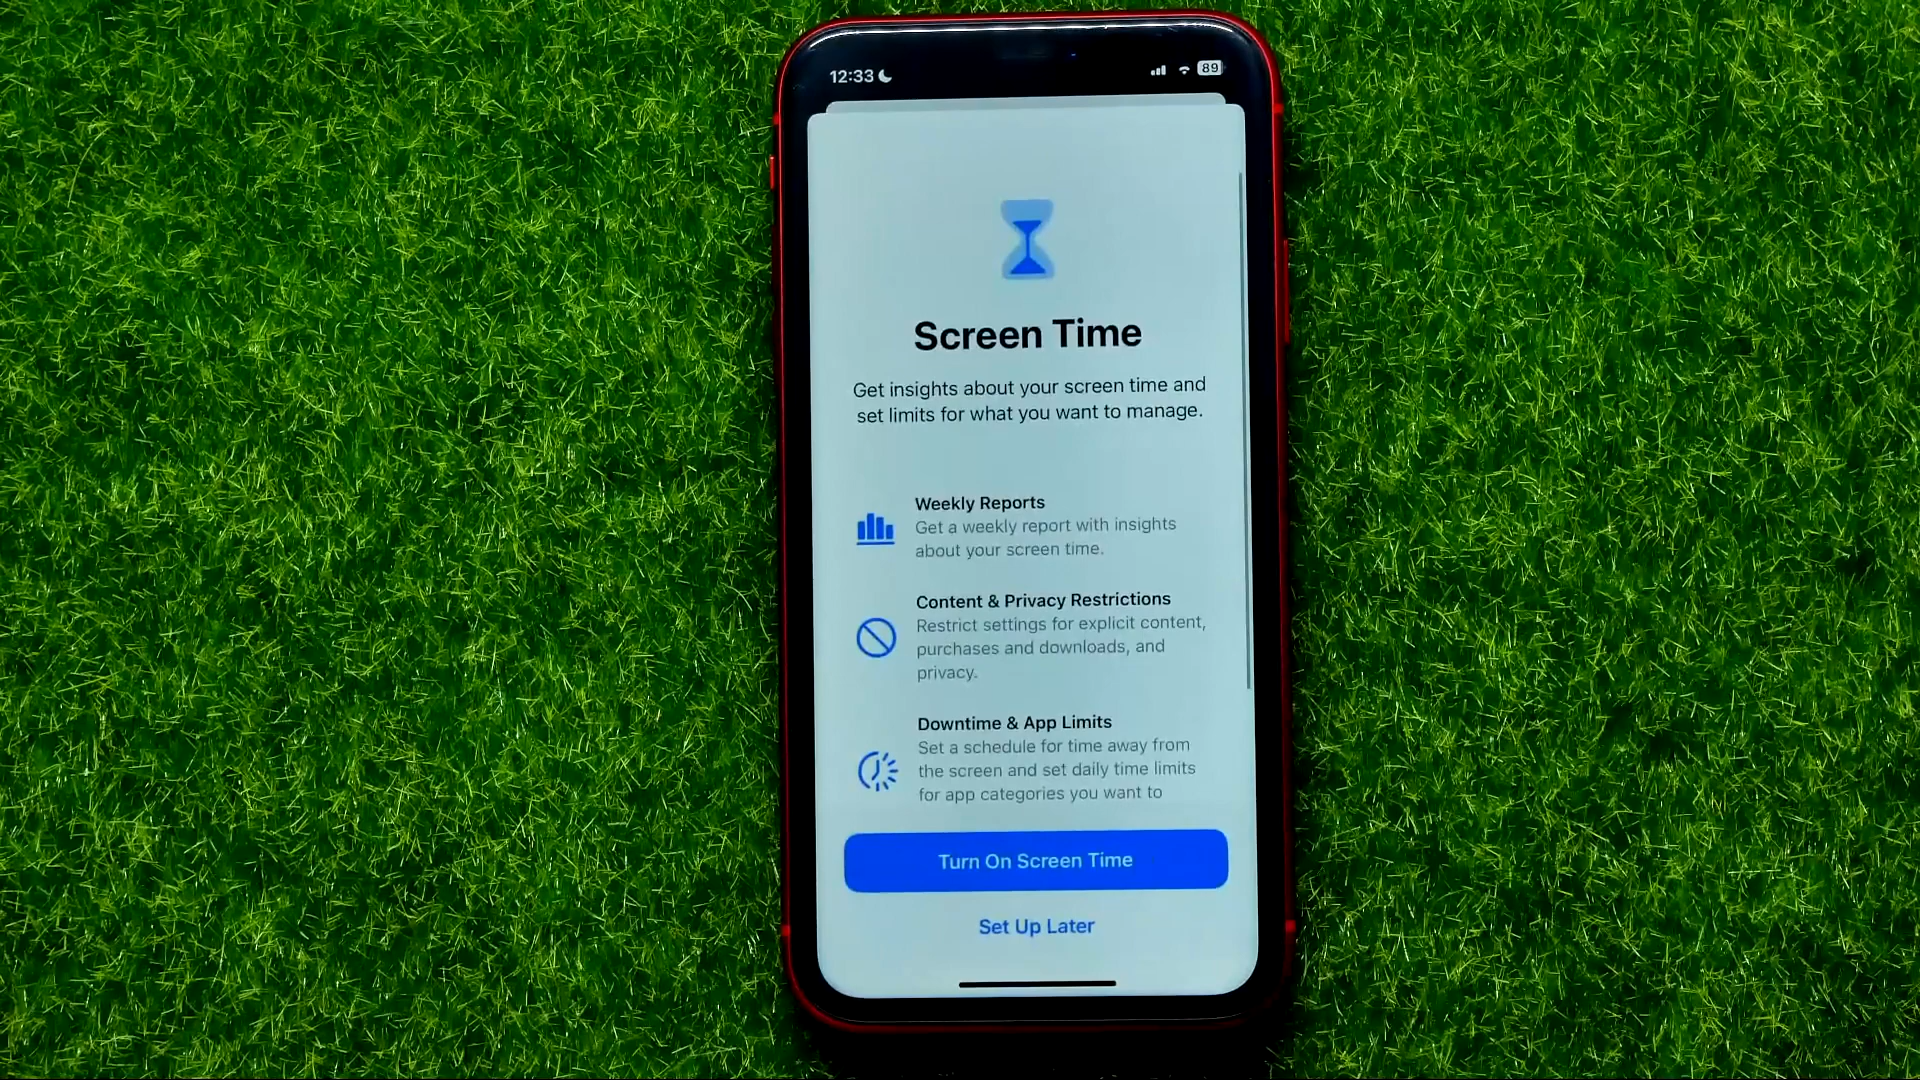 12:33
89
Screen Time
Get insights about your screen time and
set limits for what you want to manage.
Weekly Reports
Get a weekly report with insights
about your screen time.
Content & Privacy Restrictions
Restrict settings for explicit content,
purchases and downloads, and
privacy.
Downtime & App Limits
Set a schedule for time away from
the screen and set daily time limits
for app categories you want to
Turn On Screen Time
Set Up Later